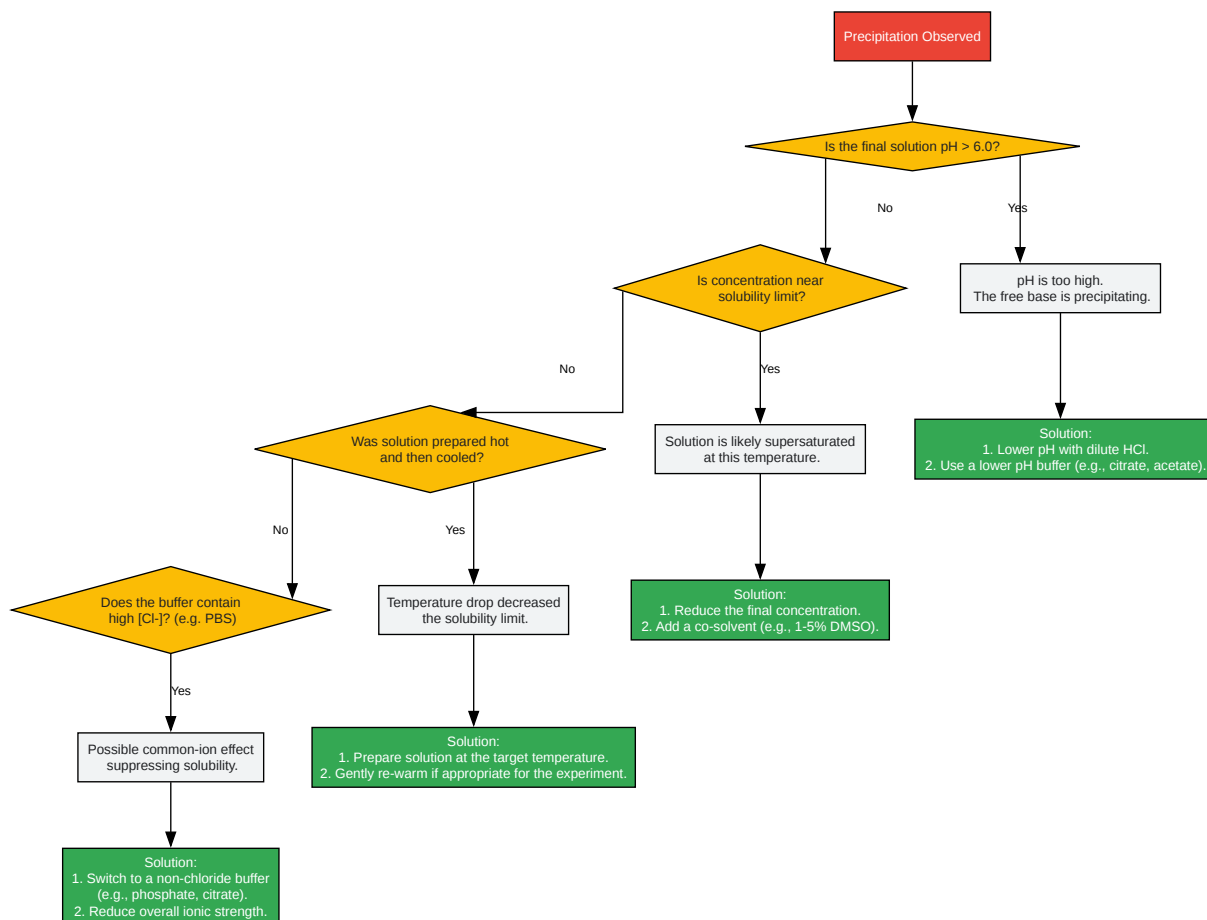 Precipitation Observed
Is the final solution pH > 6.0?
No
Yes
Is concentration near
solubility limit?
pH is too high.
The free base is precipitating.
No
Yes
Was solution prepared hot
and then cooled?
Solution is likely supersaturated
at this temperature.
Solution:
1. Lower pH with dilute HCl.
2. Use a lower pH buffer (e.g., citrate, acetate).
No
Yes
Does the buffer contain
high [Cl-]? (e.g. PBS)
Temperature drop decreased
the solubility limit.
Solution:
1. Reduce the final concentration.
2. Add a co-solvent (e.g., 1-5% DMSO).
Yes
Possible common-ion effect
suppressing solubility.
Solution:
1. Prepare solution at the target temperature.
2. Gently re-warm if appropriate for the experiment.
Solution:
1. Switch to a non-chloride buffer
(e.g., phosphate, citrate).
2. Reduce overall ionic strength.